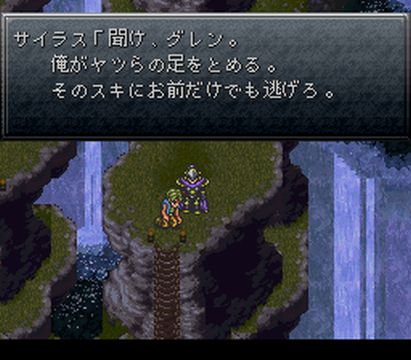 サイラス「聞け、グレン。
俺がヤツらの足をとめる。
そのスキにお前だけでも逃げろ。